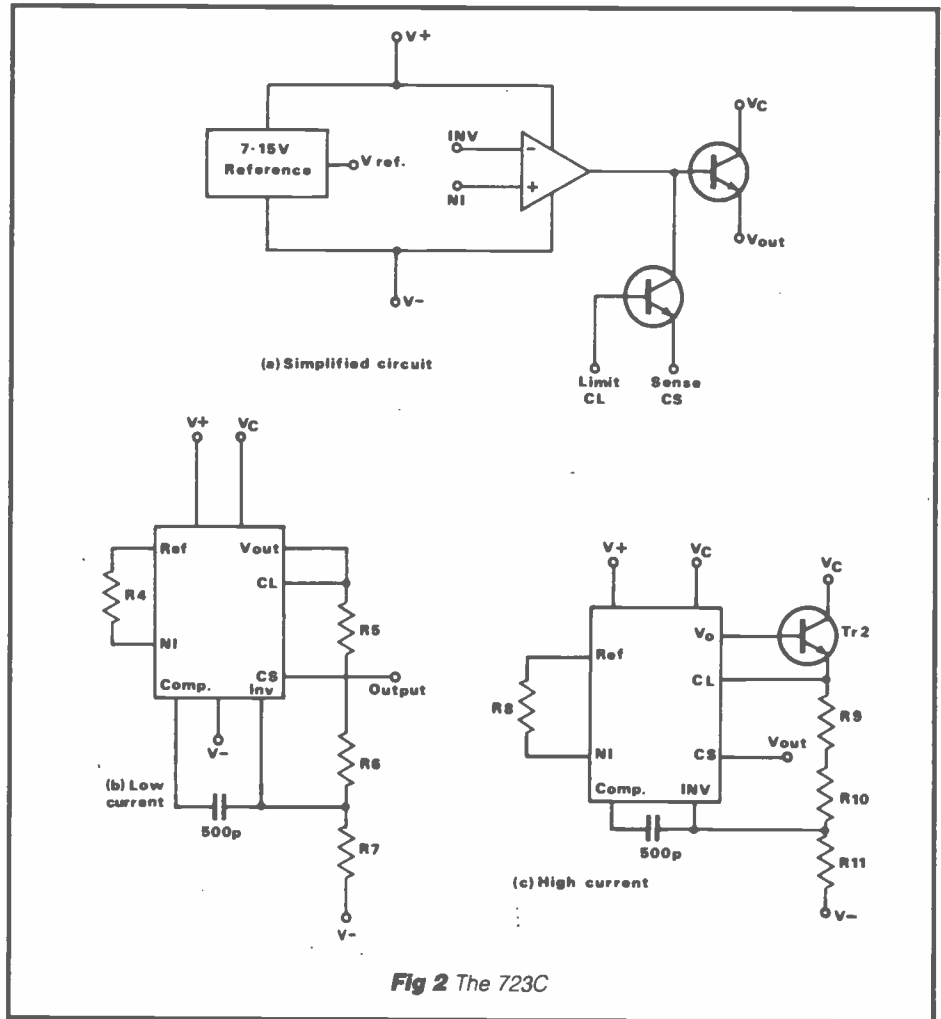 V+
7-15V
Reference
V ref.
INV
-
NI
+
VC
Vout
V-
(a) Simplified circuit
Limit
CL
Sense
CS
V+
VC
Ref
Vout
R4
CL
R5
NI
CS
Comp.
Inv
Output
V-
R6
(b) Low
current
500p
R7
V-
V+
VC
VC
Vo
Tr2
Ref
CL
R8
R9
Vout
NI
CS
Comp.
INV
R10
500p
R11
(c) High current
V-
Fig 2 The 723C